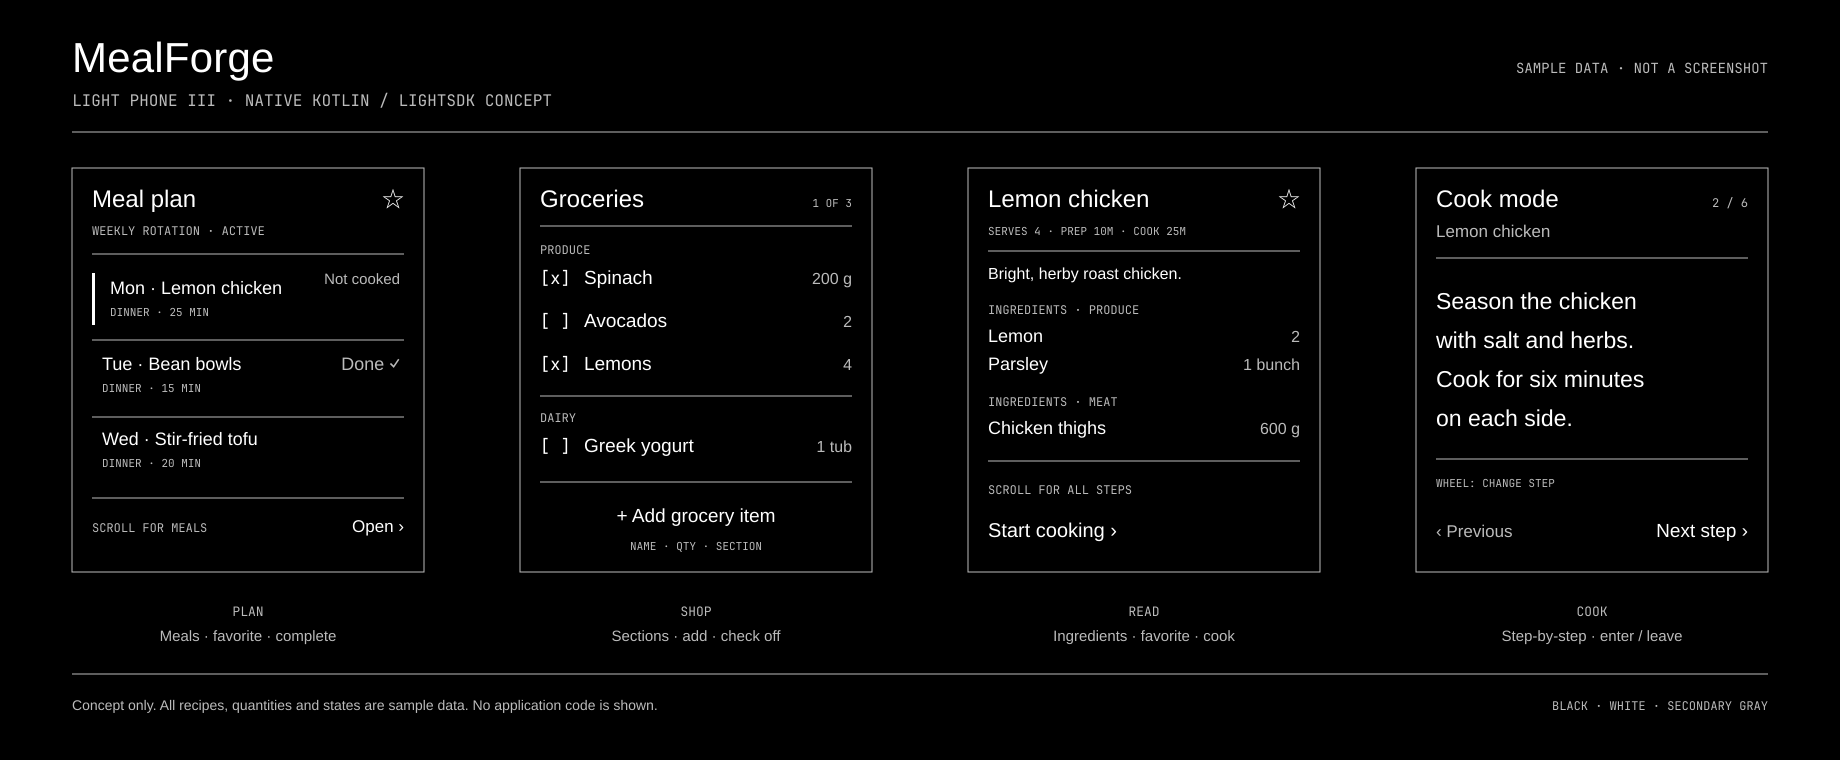 MealForge
LIGHT PHONE III · NATIVE KOTLIN / LIGHTSDK CONCEPT
SAMPLE DATA · NOT A SCREENSHOT
Meal plan ☆
WEEKLY ROTATION · ACTIVE
Mon · Lemon chicken Not cooked
DINNER · 25 MIN
Tue · Bean bowls Done ✓
DINNER · 15 MIN
Wed · Stir-fried tofu
DINNER · 20 MIN
SCROLL FOR MEALS Open ›
PLAN
Meals · favorite · complete
Groceries 1 OF 3
PRODUCE
[x] Spinach 200 g
[ ] Avocados 2
[x] Lemons 4
DAIRY
[ ] Greek yogurt 1 tub
+ Add grocery item
NAME · QTY · SECTION
SHOP
Sections · add · check off
Lemon chicken ☆
SERVES 4 · PREP 10M · COOK 25M
Bright, herby roast chicken.
INGREDIENTS · PRODUCE
Lemon 2
Parsley 1 bunch
INGREDIENTS · MEAT
Chicken thighs 600 g
SCROLL FOR ALL STEPS
Start cooking ›
READ
Ingredients · favorite · cook
Cook mode 2 / 6
Lemon chicken
Season the chicken
with salt and herbs.
Cook for six minutes
on each side.
WHEEL: CHANGE STEP
‹ Previous Next step ›
COOK
Step-by-step · enter / leave
Concept only. All recipes, quantities and states are sample data. No application code is shown.
BLACK · WHITE · SECONDARY GRAY